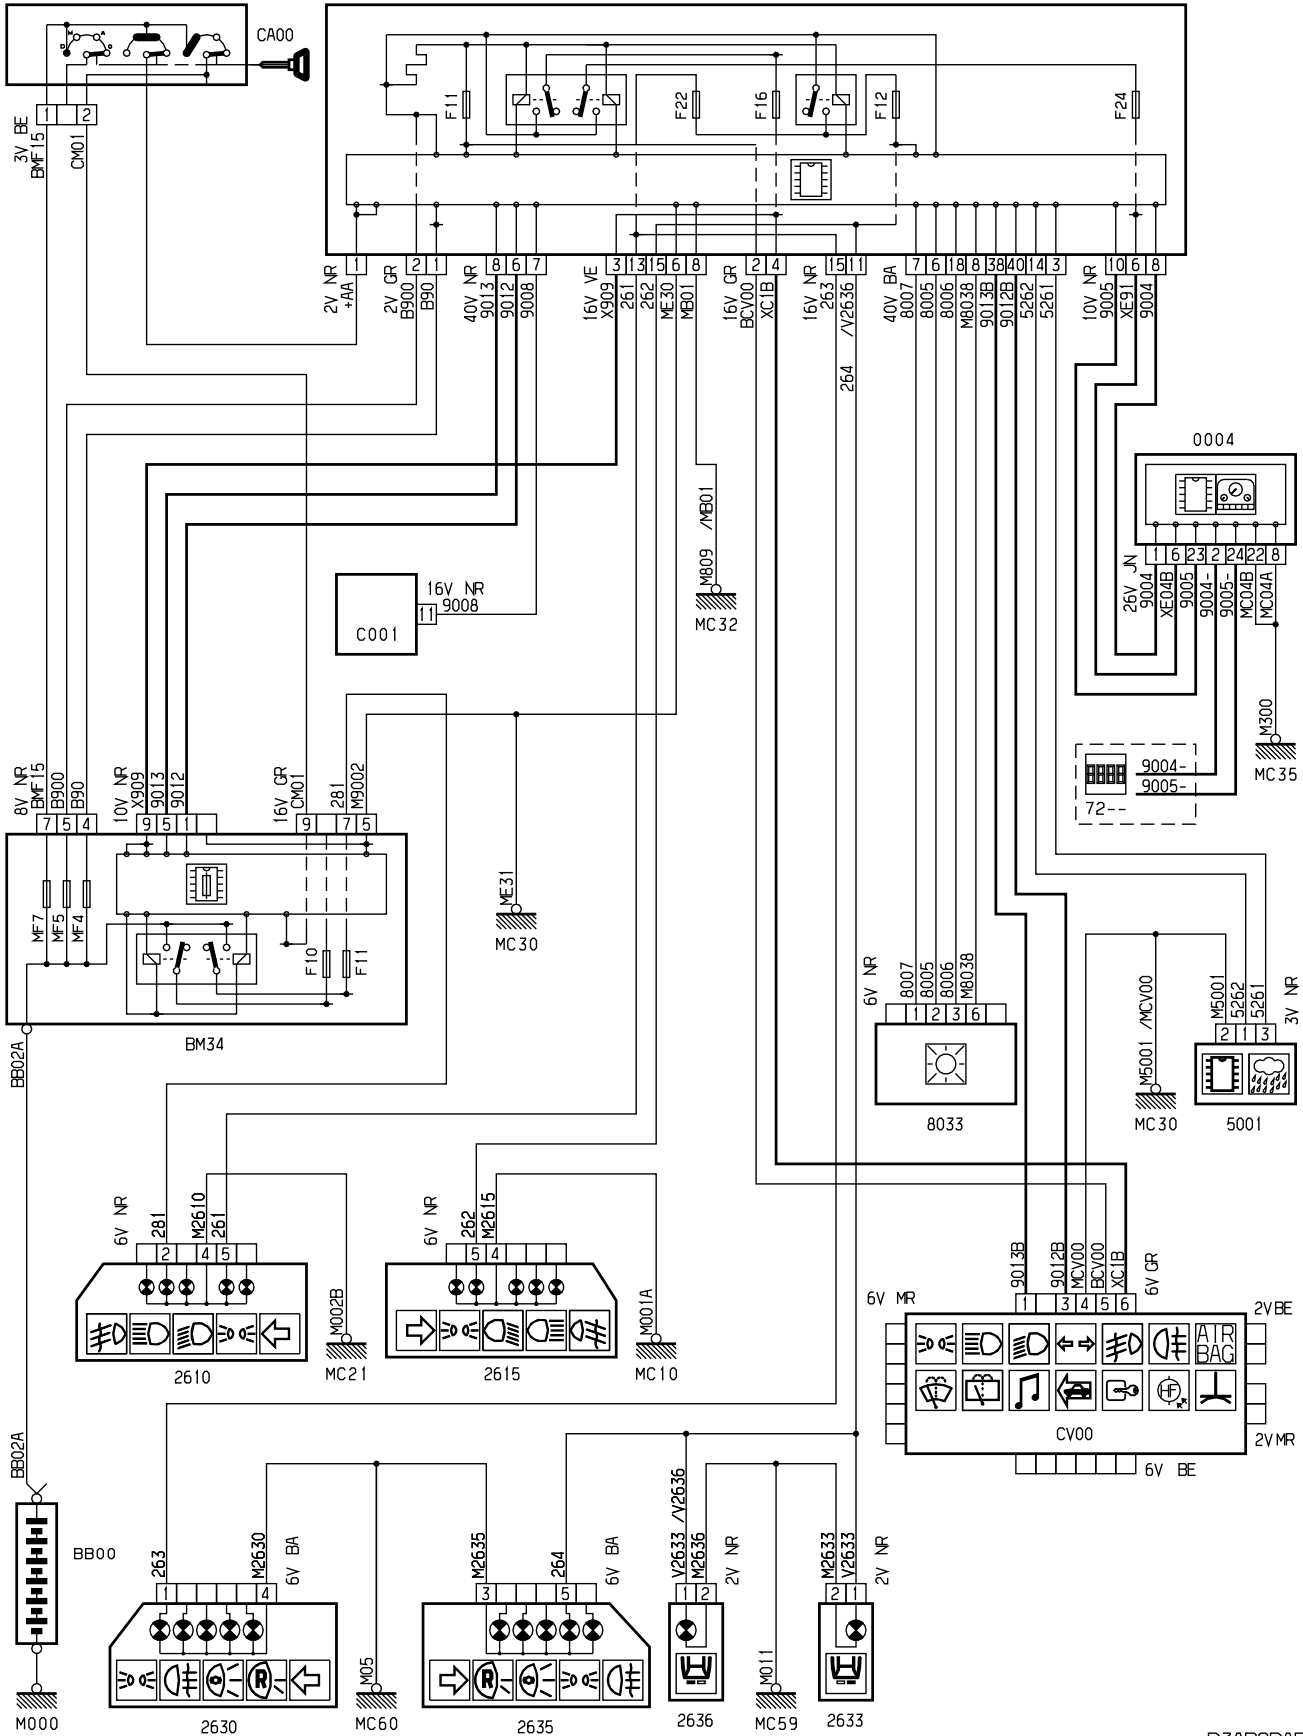 CA00
M A
D D
1 2
3V BE
BMF15
CM01
F11
F22
F16
F12
F24
1 2 1 8 6 7 3 13 15 6 8 2 4 15 11 7 6 18 8 38 40 14 3 10 6 8
2V NR
+AA
2V GR
B900
B90
40V NR
9013
9012
9008
16V VE
X909
261
262
ME30
MB01
16V GR
BCV00
XC1B
16V NR
263
264 /V2636
40V BA
8007
8005
8006
M8038
9013B
9012B
5262
5261
10V NR
9005
XE91
9004
0004
1 6 23 2 24 22 8
26V JN
9004
XE04B
9005
9004-
9005-
MC04B
MC04A
M809 /MB01
MC32
16V NR
11 9008
C001
M300
MC35
9004-
9005-
72--
8V NR
BMF15
B900
B90
10V NR
X909
9013
9012
16V GR
CM01
281
M9002
7 5 4 9 5 1 9 7 5
MF7
MF5
MF4
F10
F11
BM34
ME31
MC30
BB02A
6V NR
8007
8005
8006
M8038
1 2 3 6
8033
M5001 /MCV00
MC30
M5001
5262
5261
3V NR
2 1 3
5001
6V NR
281
M2610
261
2 4 5
2610
M002B
MC21
6V NR
262
M2615
5 4
2615
M001A
MC10
9013B
9012B
MCV00
BCV00
XC1B
6V GR
1 3 4 5 6
6V MR
2V BE
AIR
BAG
HF
CV00
2V MR
6V BE
BB02A
BB00
M000
263
M2630
6V BA
1 4
R
2630
M05
MC60
M2635
264
6V BA
3 5
R
2635
V2633 /V2636
M2636
2V NR
1 2
2636
M011
MC59
M2633
V2633
2V NR
2 1
2633